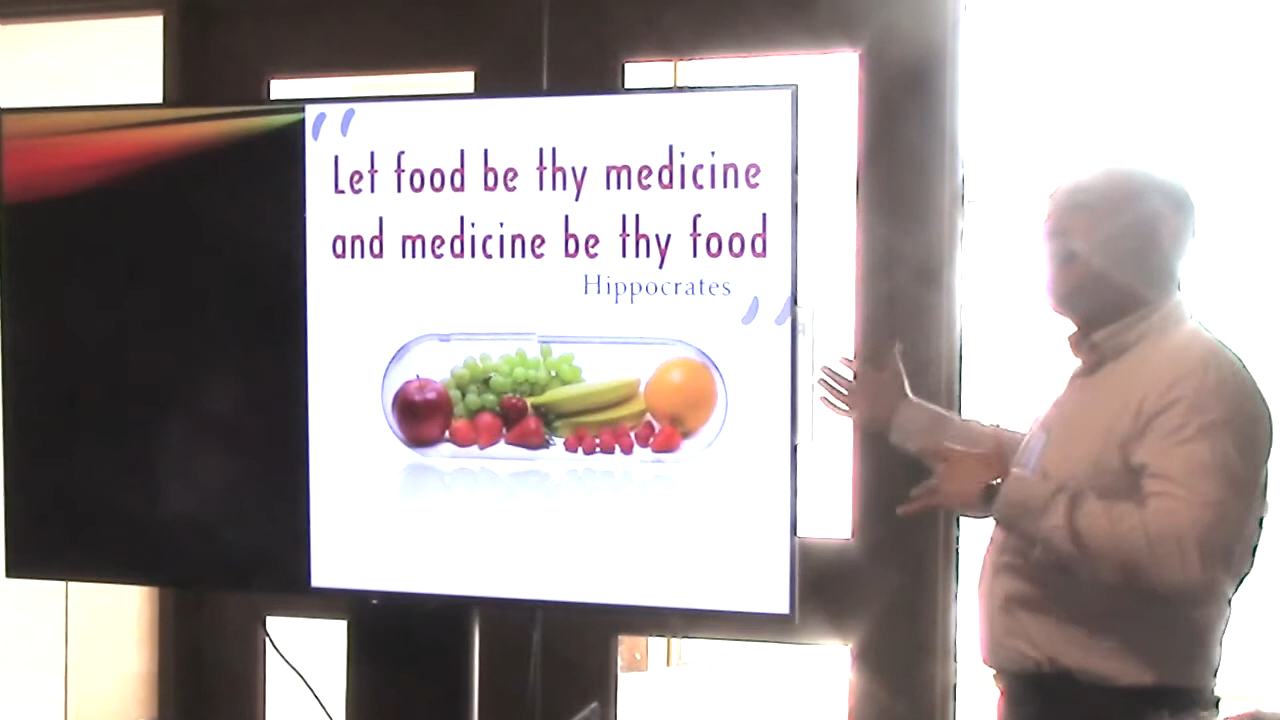 "
Let food be thy medicine
and medicine be thy food
Hippocrates
"